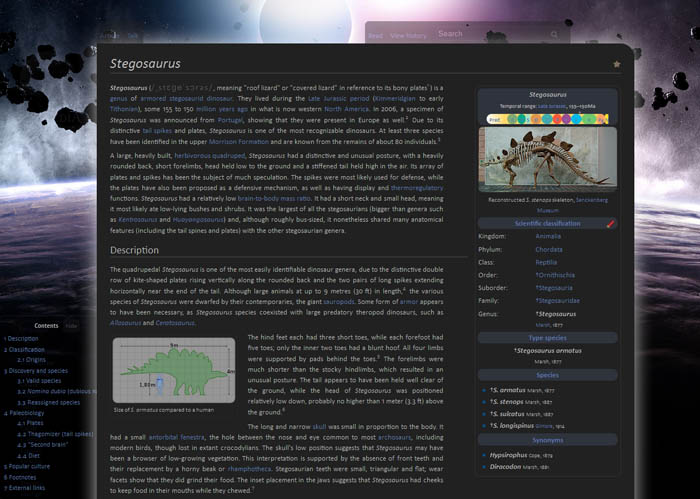 Article Talk
Read View history Search
Stegosaurus
Stegosaurus (/ˌstɛɡəˈsɔːrəs/, meaning "roof lizard" or "covered lizard" in reference to its bony plates) is a
genus of armored stegosaurid dinosaur. They lived during the Late Jurassic period (Kimmeridgian to early
Tithonian), some 155 to 150 million years ago in what is now western North America. In 2006, a specimen of
Stegosaurus was announced from Portugal, showing that they were present in Europe as well. Due to its
distinctive tail spikes and plates, Stegosaurus is one of the most recognizable dinosaurs. At least three species
have been identified in the upper Morrison Formation and are known from the remains of about 80 individuals.
A large, heavily built, herbivorous quadruped, Stegosaurus had a distinctive and unusual posture, with a heavily
rounded back, short forelimbs, head held low to the ground and a stiffened tail held high in the air. Its array of
plates and spikes has been the subject of much speculation. The spikes were most likely used for defense, while
the plates have also been proposed as a defensive mechanism, as well as having display and thermoregulatory
functions. Stegosaurus had a relatively low brain-to-body mass ratio. It had a short neck and small head, meaning
it most likely ate low-lying bushes and shrubs. It was the largest of all the stegosaurians (bigger than genera such
as Kentrosaurus and Huayangosaurus) and, although roughly bus-sized, it nonetheless shared many anatomical
features (including the tail spines and plates) with the other stegosaurian genera.
Description
The quadrupedal Stegosaurus is one of the most easily identifiable dinosaur genera, due to the distinctive double
row of kite-shaped plates rising vertically along the rounded back and the two pairs of long spikes extending
horizontally near the end of the tail. Although large animals at up to 9 metres (30 ft) in length, the various
species of Stegosaurus were dwarfed by their contemporaries, the giant sauropods. Some form of armor appears
to have been necessary, as Stegosaurus species coexisted with large predatory theropod dinosaurs, such as
Allosaurus and Ceratosaurus.
9m
4m
1,80m
Size of S. armatus compared to a human
The hind feet each had three short toes, while each forefoot had
five toes; only the inner two toes had a blunt hoof. All four limbs
were supported by pads behind the toes. The forelimbs were
much shorter than the stocky hindlimbs, which resulted in an
unusual posture. The tail appears to have been held well clear of
the ground, while the head of Stegosaurus was positioned
relatively low down, probably no higher than 1 meter (3.3 ft) above
the ground.
The long and narrow skull was small in proportion to the body. It
had a small antorbital fenestra, the hole between the nose and eye common to most archosaurs, including
modern birds, though lost in extant crocodylians. The skull's low position suggests that Stegosaurus may have
been a browser of low-growing vegetation. This interpretation is supported by the absence of front teeth and
their replacement by a horny beak or rhamphotheca. Stegosaurian teeth were small, triangular and flat; wear
facets show that they did grind their food. The inset placement in the jaws suggests that Stegosaurus had cheeks
to keep food in their mouths while they chewed.
Stegosaurus
Temporal range: Late Jurassic, 155–150Ma
Reconstructed S. stenops skeleton, Senckenberg
Museum
Scientific classification
Kingdom: Animalia
Phylum: Chordata
Class: Reptilia
Order: †Ornithischia
Suborder: †Stegosauria
Family: †Stegosauridae
Genus: †Stegosaurus
Marsh, 1877
Type species
†Stegosaurus armatus
Marsh, 1877
Species
†S. armatus Marsh, 1877
†S. stenops Marsh, 1887
†S. sulcatus Marsh, 1887
†S. longispinus Gilmore, 1914
Synonyms
Hypsirophus Cope, 1879
Diracodon Marsh, 1881
Contents hide
1 Description
2 Classification
2.1 Origins
3 Discovery and species
3.1 Valid species
3.2 Nomina dubia (dubious
3.3 Reassigned species
4 Paleobiology
4.1 Plates
4.2 Thagomizer (tail spikes)
4.3 "Second brain"
4.4 Diet
5 Popular culture
6 Footnotes
7 External links